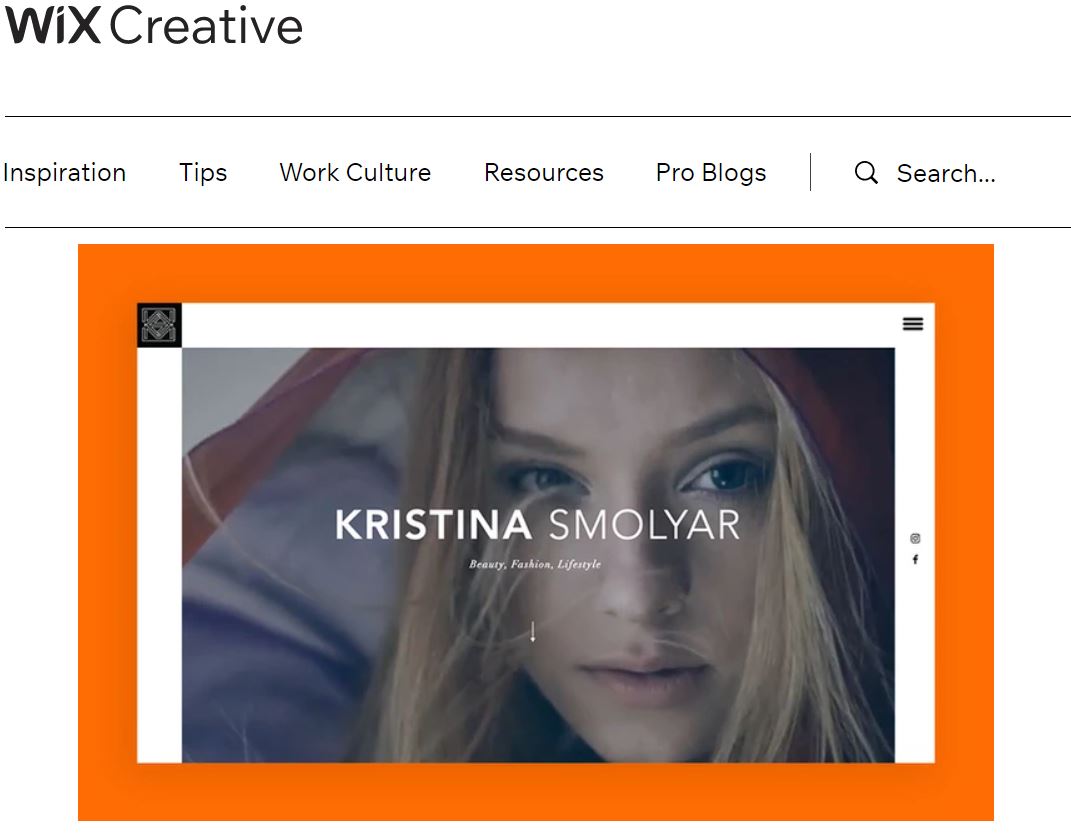 WiX Creative
Inspiration Tips Work Culture Resources Pro Blogs Search...
KRISTINA SMOLYAR
Beauty, Fashion, Lifestyle